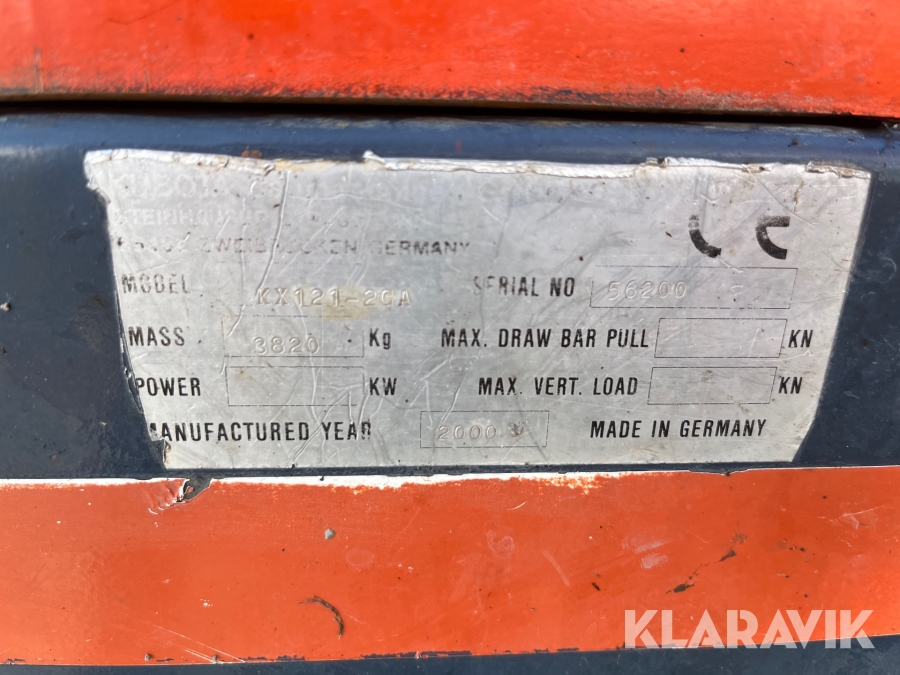 ZWEIBRÜCKEN GERMANY
CE
MODEL KX121-2CA SERIAL NO 56200
MASS 3820 Kg MAX. DRAW BAR PULL KN
POWER KW MAX. VERT. LOAD KN
MANUFACTURED YEAR 2000 MADE IN GERMANY
KLARAVIK